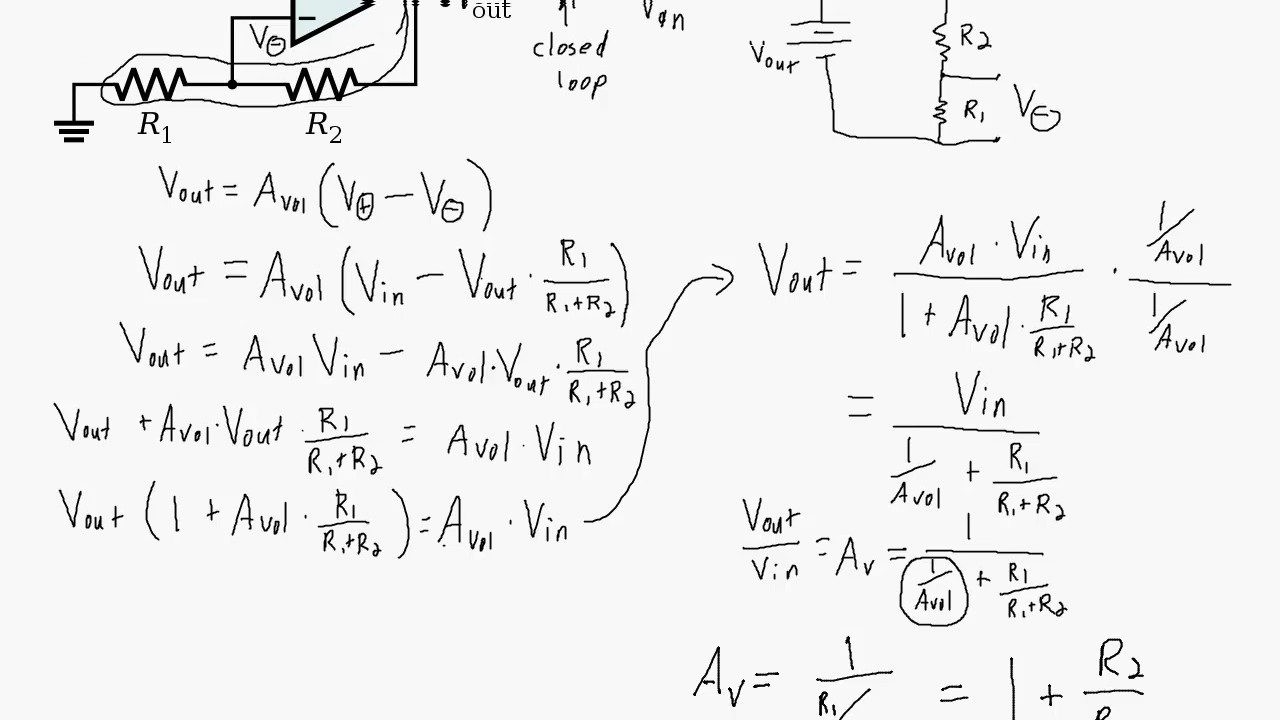 out
V⊖
closed
loop
Vin
R1
R2
Vout
R2
R1
V⊖
Vout = Avol (V⊕ − V⊖)
Vout = Avol (Vin − Vout · R1/(R1+R2))
Vout = Avol Vin − Avol · Vout · R1/(R1+R2)
Vout + Avol · Vout · R1/(R1+R2) = Avol · Vin
Vout (1 + Avol · R1/(R1+R2)) = Avol · Vin
Vout = (Avol · Vin)/(1 + Avol · R1/(R1+R2)) · (1/Avol)/(1/Avol)
= Vin/(1/Avol + R1/(R1+R2))
Vout/Vin = Av = 1/(1/Avol + R1/(R1+R2))
Av = 1/(R1/ = 1 + R2/